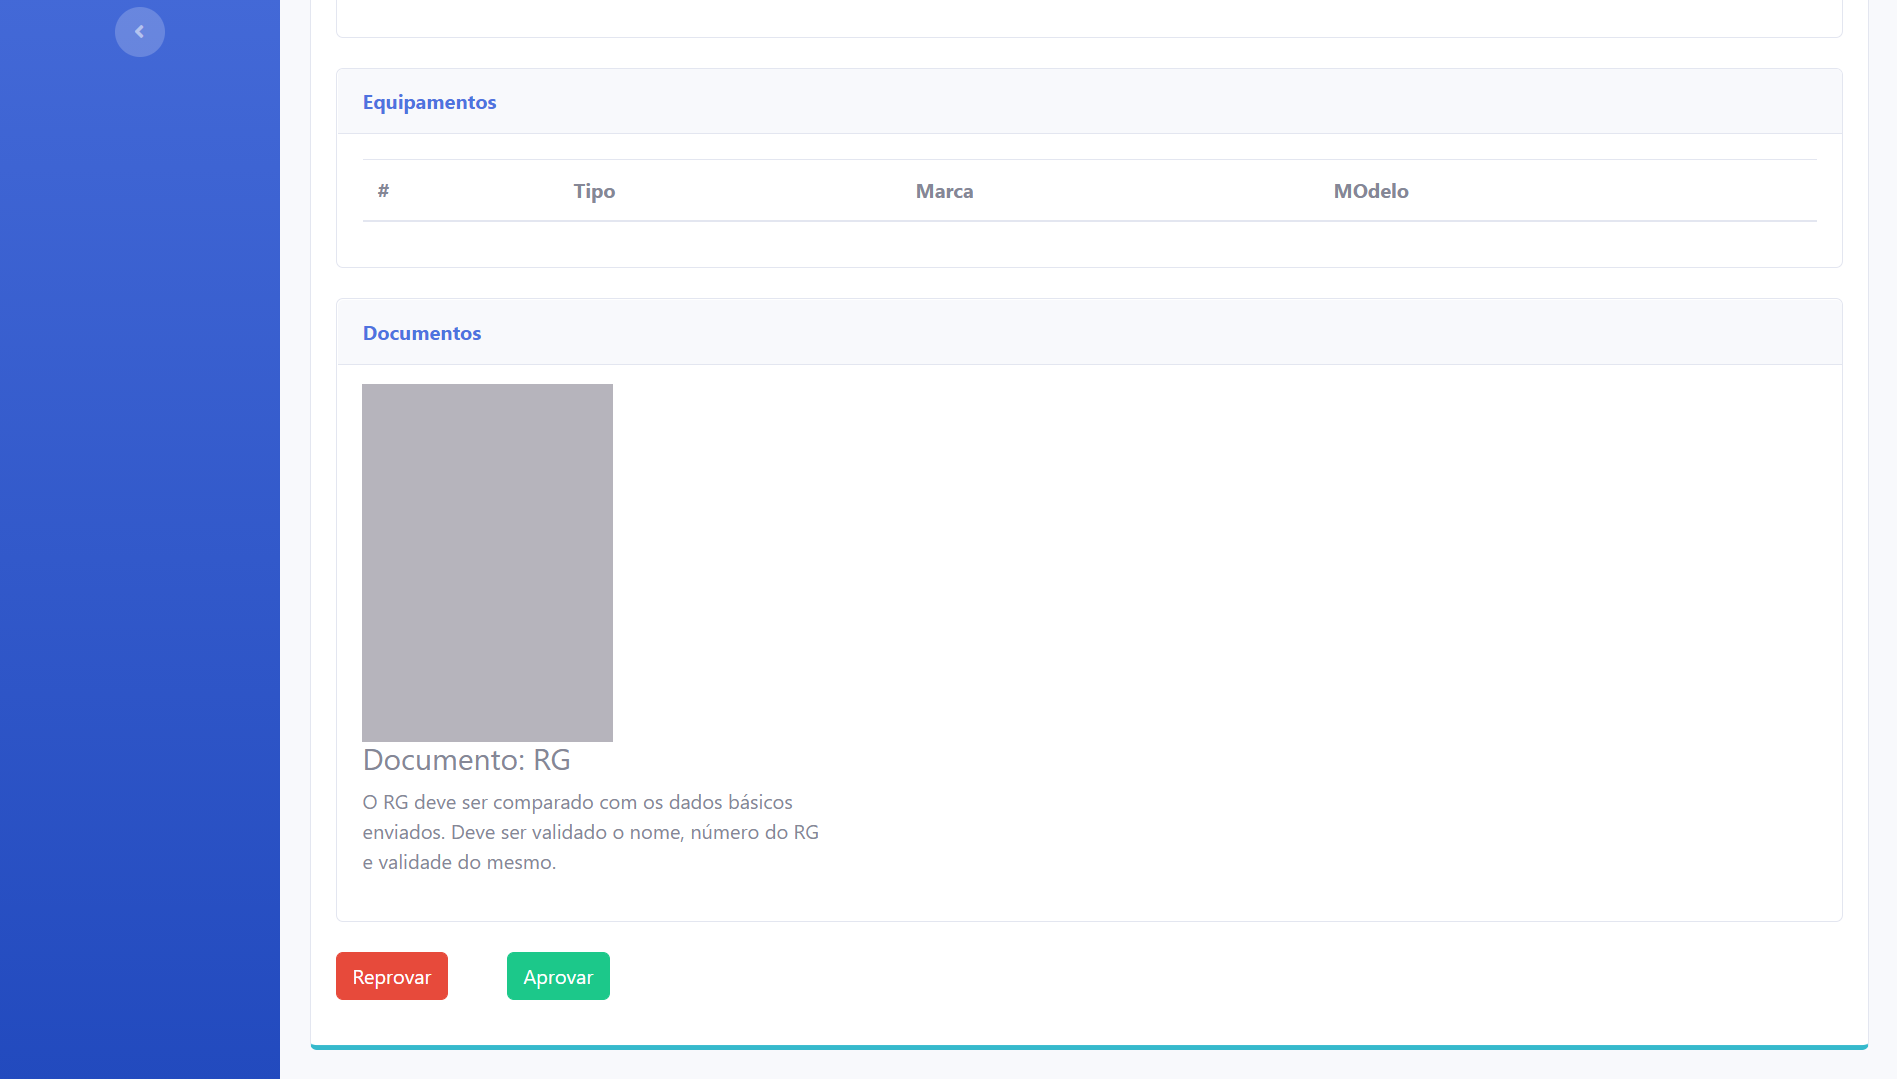 Equipamentos
# Tipo Marca MOdelo
Documentos
Documento: RG
O RG deve ser comparado com os dados básicos
enviados. Deve ser validado o nome, número do RG
e validade do mesmo.
Reprovar Aprovar